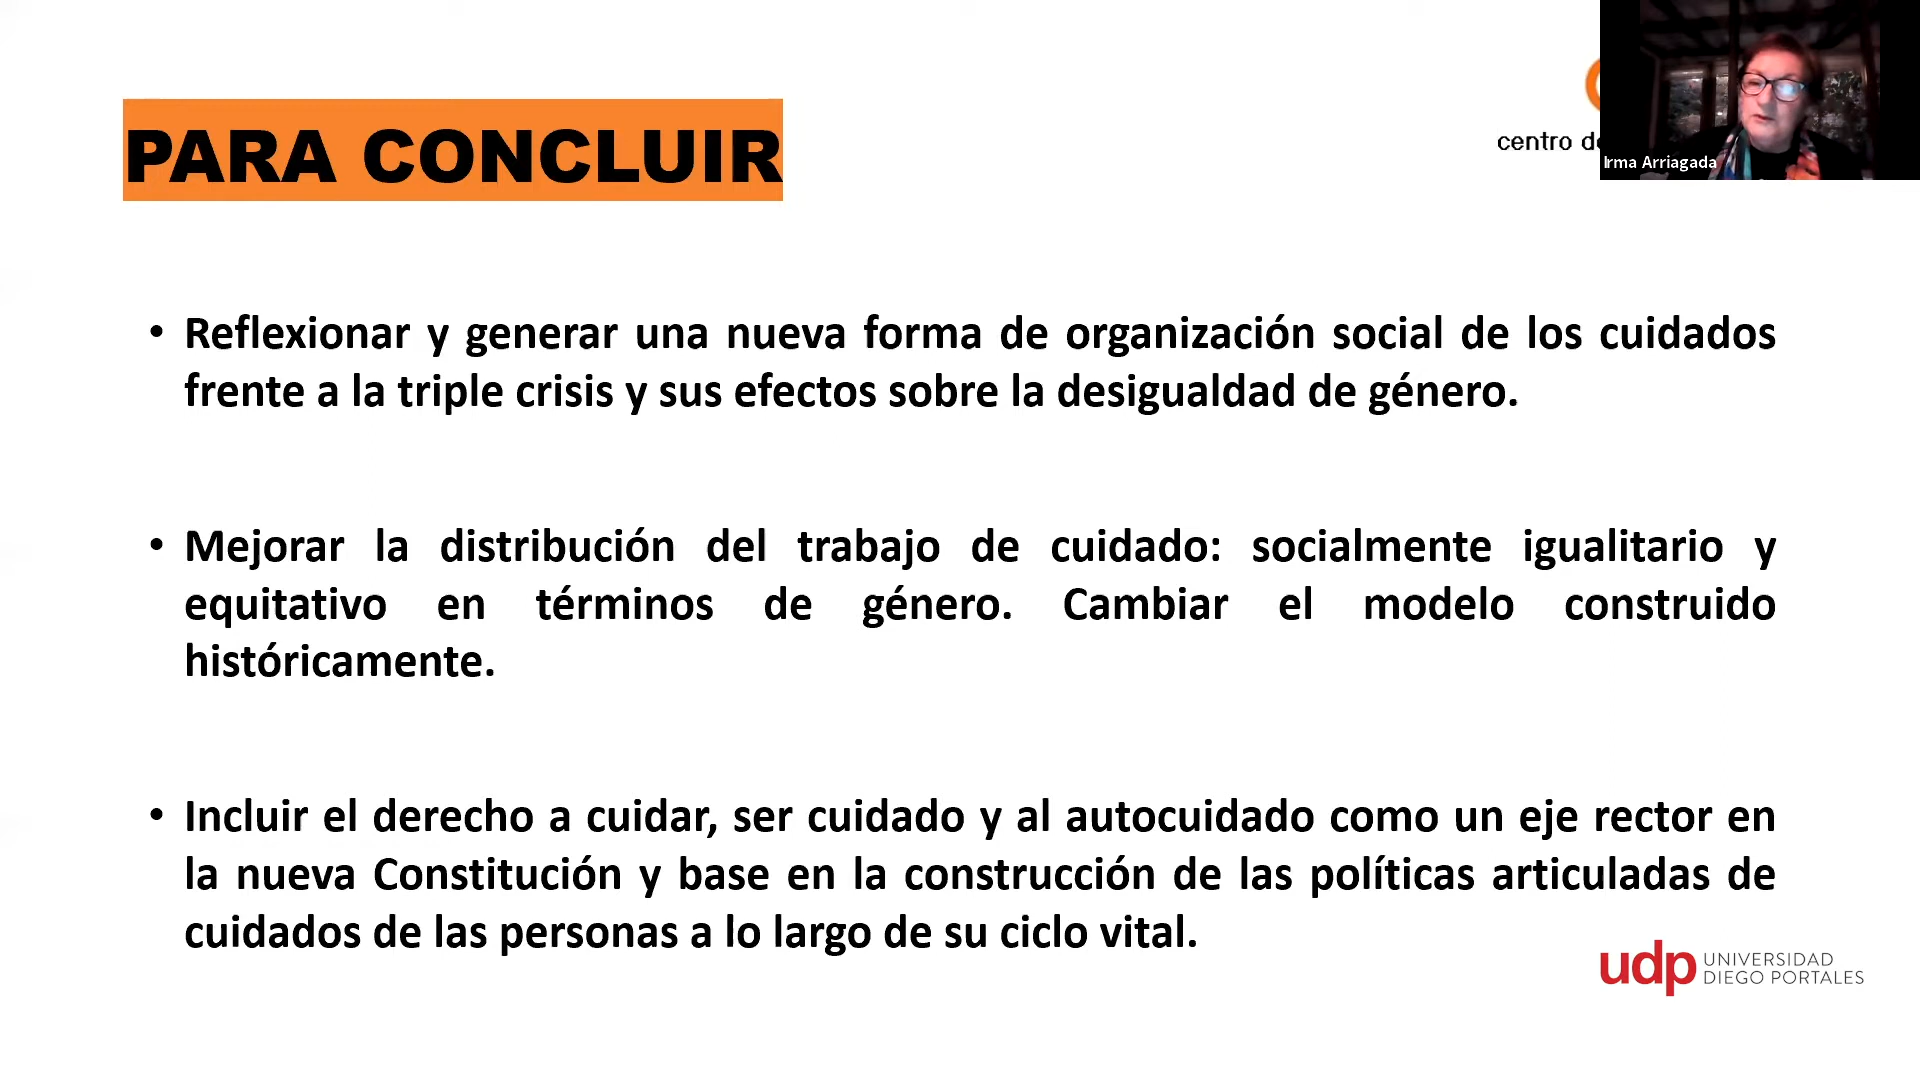 PARA CONCLUIR
centro de
Irma Arriagada
• Reflexionar y generar una nueva forma de organización social de los cuidados
frente a la triple crisis y sus efectos sobre la desigualdad de género.
• Mejorar la distribución del trabajo de cuidado: socialmente igualitario y
equitativo en términos de género. Cambiar el modelo construido
históricamente.
• Incluir el derecho a cuidar, ser cuidado y al autocuidado como un eje rector en
la nueva Constitución y base en la construcción de las políticas articuladas de
cuidados de las personas a lo largo de su ciclo vital.
udp UNIVERSIDAD
DIEGO PORTALES